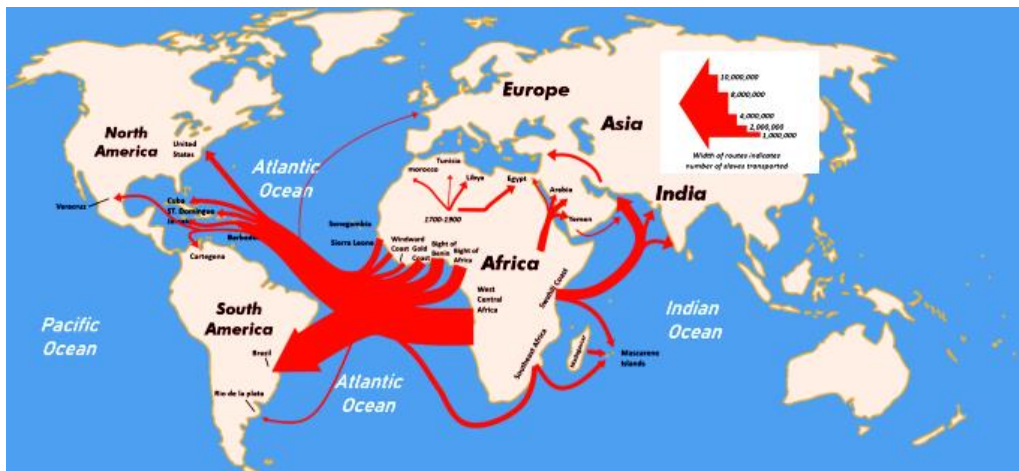 North
America
United
States
Veracruz
Cuba
ST. Domingue
Cartegena
South
America
Brazil
Rio de la plata
Pacific
Ocean
Atlantic
Ocean
Atlantic
Ocean
Europe
Asia
India
Tunisia
morocco
Libya
Egypt
1700-1900
Arabia
Yemen
Senegambia
Sierra Leone
Windward
Coast
Gold
Coast
Bight of
Benin
Bight of
Africa
Africa
West
Central
Africa
Swahili Coast
Southeast Africa
Madagascar
Mascarene
Islands
Indian
Ocean
10,000,000
8,000,000
4,000,000
2,000,000
1,000,000
Width of routes indicates
number of slaves transported